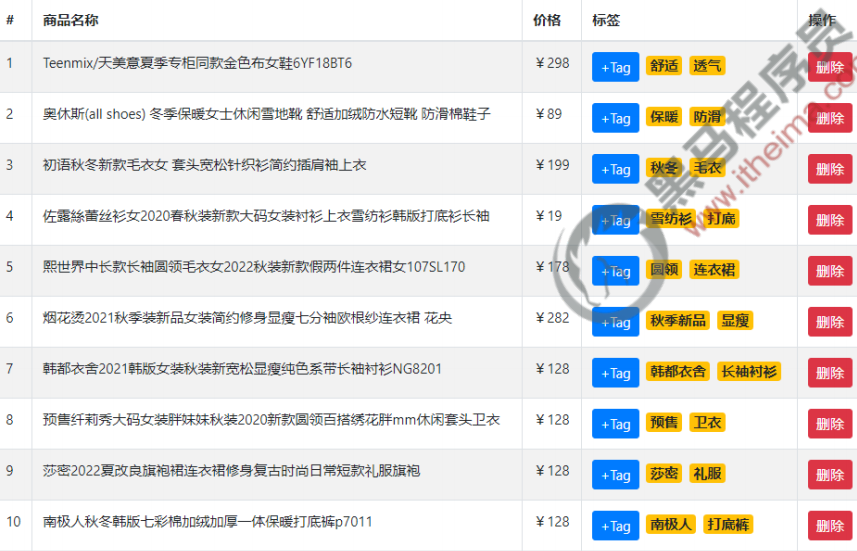 # 商品名称 价格 标签 操作
1 Teenmix/天美意夏季专柜同款金色布女鞋6YF18BT6 ￥298 +Tag 舒适 透气 删除
2 奥休斯(all shoes) 冬季保暖女士休闲雪地靴 舒适加绒防水短靴 防滑棉鞋子 ￥89 +Tag 保暖 防滑 删除
3 初语秋冬新款毛衣女 套头宽松针织衫简约插肩袖上衣 ￥199 +Tag 秋冬 毛衣 删除
4 佐露絲蕾丝衫女2020春秋装新款大码女装衬衫上衣雪纺衫韩版打底衫长袖 ￥19 +Tag 雪纺衫 打底 删除
5 熙世界中长款长袖圆领毛衣女2022秋装新款假两件连衣裙女107SL170 ￥178 +Tag 圆领 连衣裙 删除
6 烟花烫2021秋季装新品女装简约修身显瘦七分袖欧根纱连衣裙 花央 ￥282 +Tag 秋季新品 显瘦 删除
7 韩都衣舍2021韩版女装秋装新宽松显瘦纯色系带长袖衬衫NG8201 ￥128 +Tag 韩都衣舍 长袖衬衫 删除
8 预售纤莉秀大码女装胖妹妹秋装2020新款圆领百搭绣花胖mm休闲套头卫衣 ￥128 +Tag 预售 卫衣 删除
9 莎密2022夏改良旗袍裙连衣裙修身复古时尚日常短款礼服旗袍 ￥128 +Tag 莎密 礼服 删除
10 南极人秋冬韩版七彩棉加绒加厚一体保暖打底裤p7011 ￥128 +Tag 南极人 打底裤 删除
黑马程序员
www.itheima.com